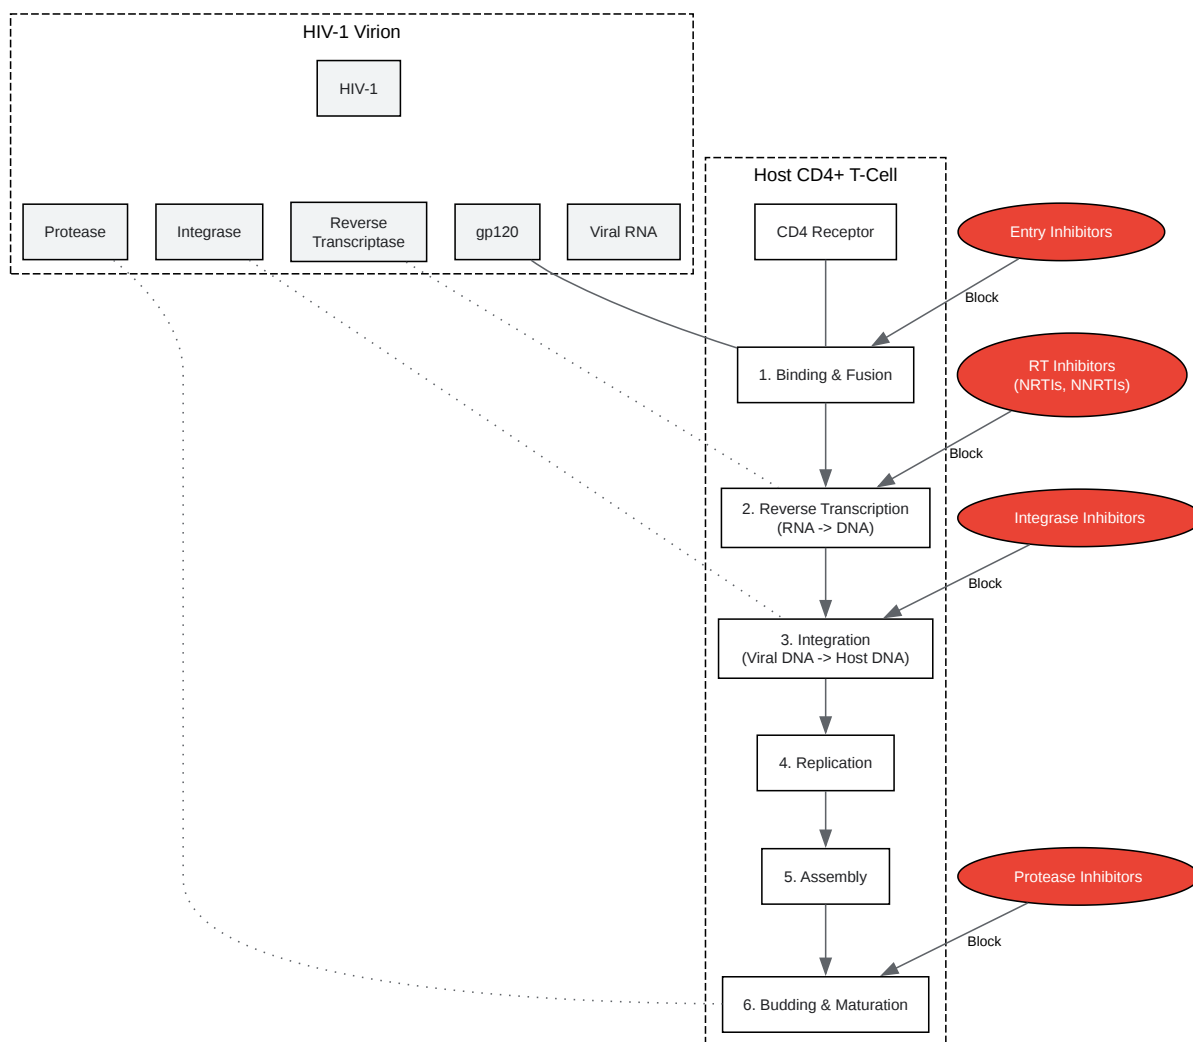 HIV-1 Virion
HIV-1
Host CD4+ T-Cell
Protease
Integrase
Reverse
Transcriptase
gp120
Viral RNA
CD4 Receptor
Entry Inhibitors
Block
1. Binding & Fusion
RT Inhibitors
(NRTIs, NNRTIs)
Block
2. Reverse Transcription
(RNA -> DNA)
Integrase Inhibitors
Block
3. Integration
(Viral DNA -> Host DNA)
4. Replication
5. Assembly
Protease Inhibitors
Block
6. Budding & Maturation